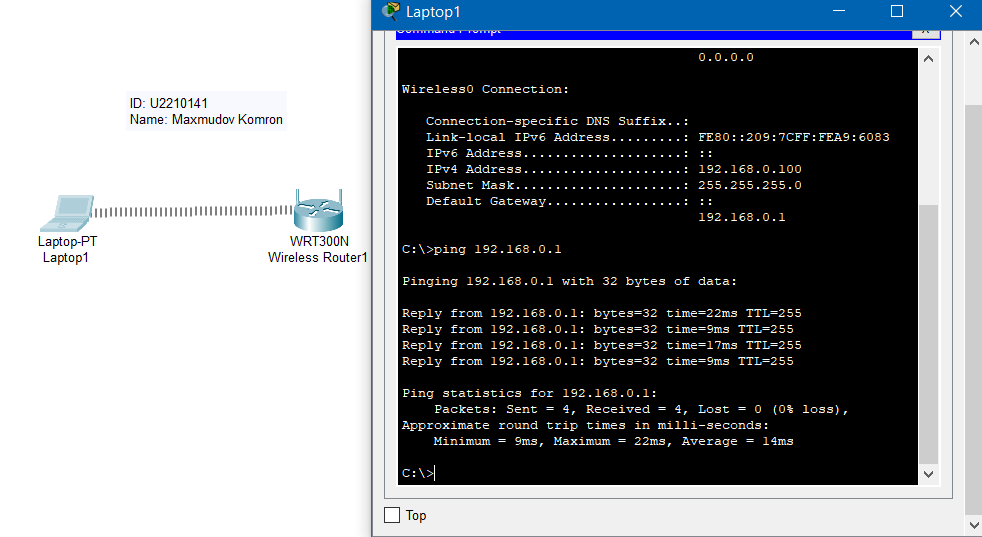 Laptop1
Command Prompt
X
ID: U2210141
Name: Maxmudov Komron
Laptop-PT
Laptop1
WRT300N
Wireless Router1
0.0.0.0
Wireless0 Connection:
Connection-specific DNS Suffix..:
Link-local IPv6 Address.........: FE80::209:7CFF:FEA9:6083
IPv6 Address....................: ::
IPv4 Address....................: 192.168.0.100
Subnet Mask.....................: 255.255.255.0
Default Gateway.................: ::
192.168.0.1
C:\>ping 192.168.0.1
Pinging 192.168.0.1 with 32 bytes of data:
Reply from 192.168.0.1: bytes=32 time=22ms TTL=255
Reply from 192.168.0.1: bytes=32 time=9ms TTL=255
Reply from 192.168.0.1: bytes=32 time=17ms TTL=255
Reply from 192.168.0.1: bytes=32 time=9ms TTL=255
Ping statistics for 192.168.0.1:
Packets: Sent = 4, Received = 4, Lost = 0 (0% loss),
Approximate round trip times in milli-seconds:
Minimum = 9ms, Maximum = 22ms, Average = 14ms
C:\>
Top